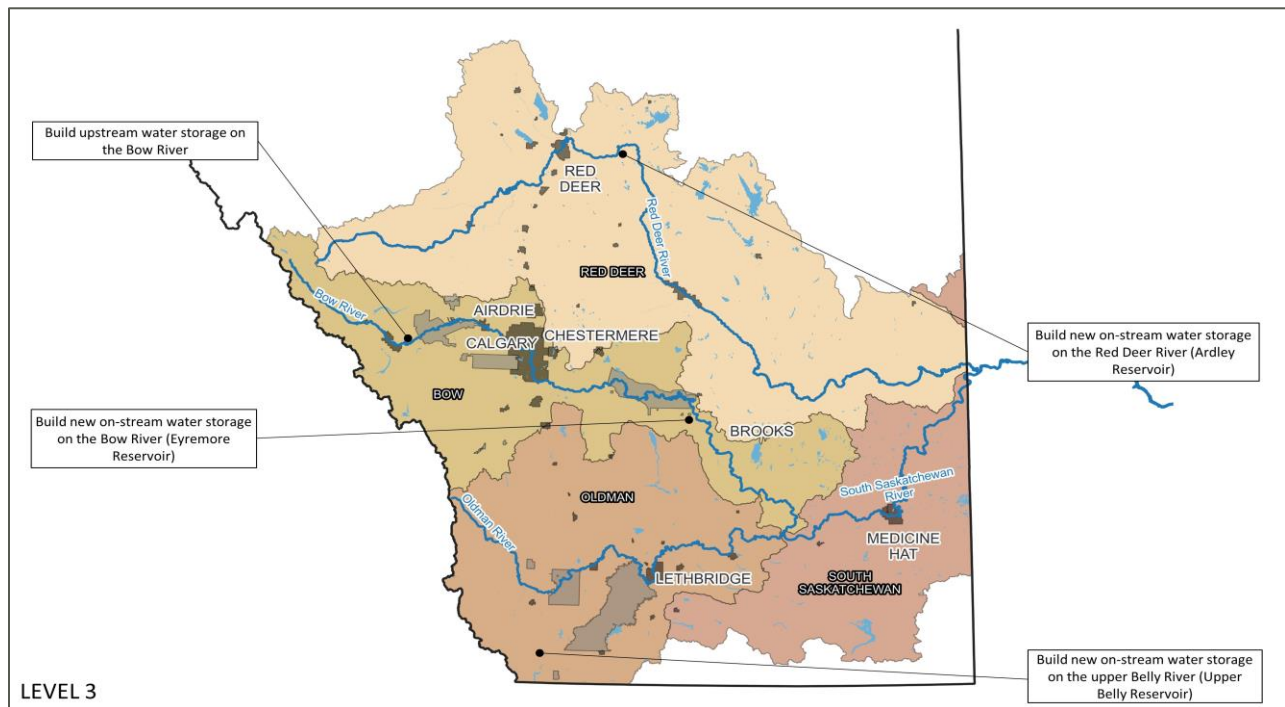 Build upstream water storage on
the Bow River
RED
DEER
Red Deer River
RED DEER
Bow River
AIRDRIE
CALGARY
CHESTERMERE
Build new on-stream water storage
on the Red Deer River (Ardley
Reservoir)
BOW
Build new on-stream water storage
on the Bow River (Eyremore
Reservoir)
BROOKS
OLDMAN
Oldman River
South Saskatchewan
River
MEDICINE
HAT
LETHBRIDGE
SOUTH
SASKATCHEWAN
Build new on-stream water storage
on the upper Belly River (Upper
Belly Reservoir)
LEVEL 3